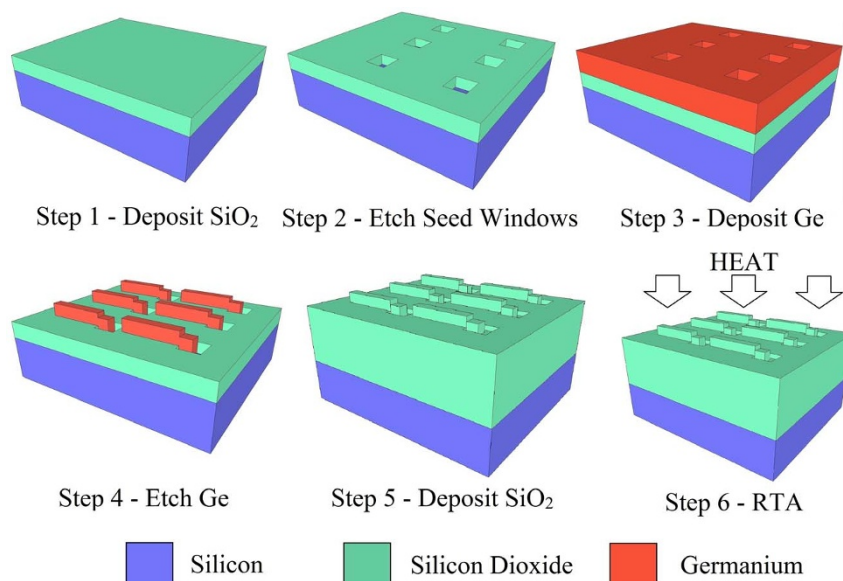 Step 1 - Deposit SiO₂
Step 2 - Etch Seed Windows
Step 3 - Deposit Ge
HEAT
Step 4 - Etch Ge
Step 5 - Deposit SiO₂
Step 6 - RTA
Silicon
Silicon Dioxide
Germanium